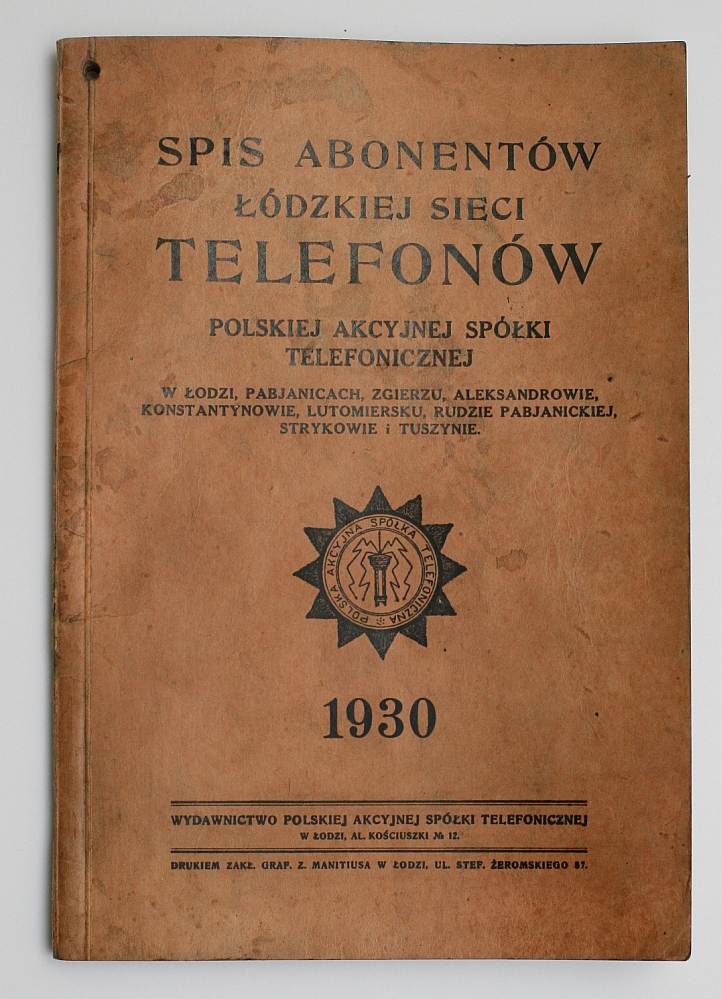 SPIS ABONENTÓW
ŁÓDZKIEJ SIECI
TELEFONÓW
POLSKIEJ AKCYJNEJ SPÓŁKI
TELEFONICZNEJ
W ŁODZI, PABJANICACH, ZGIERZU, ALEKSANDROWIE,
KONSTANTYNOWIE, LUTOMIERSKU, RUDZIE PABJANICKIEJ,
STRYKOWIE i TUSZYNIE.
POLSKA AKCYJNA SPÓŁKA TELEFONICZNA
1930
WYDAWNICTWO POLSKIEJ AKCYJNEJ SPÓŁKI TELEFONICZNEJ
W ŁODZI, AL. KOŚCIUSZKI № 12.
DRUKIEM ZAKŁ. GRAF. Z. MANITIUSA W ŁODZI, UL. STEF. ŻEROMSKIEGO 87.